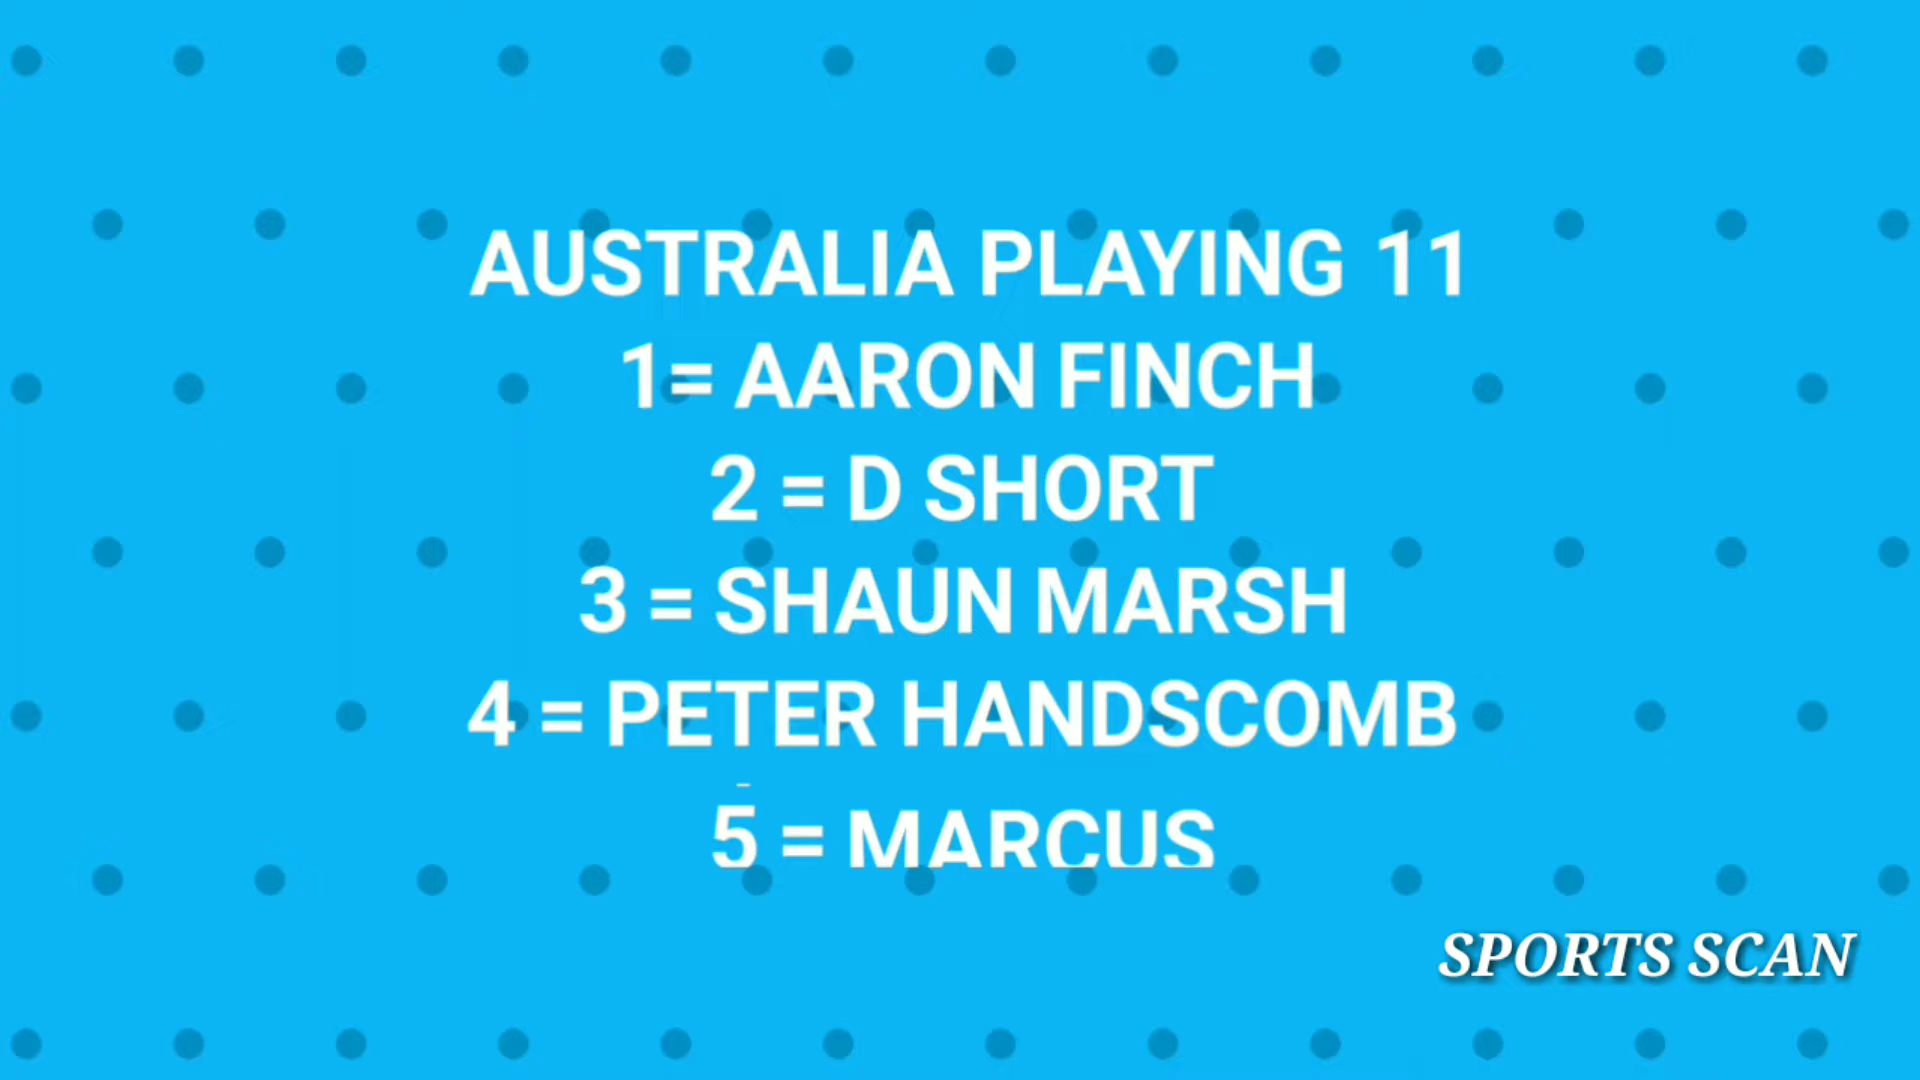 AUSTRALIA PLAYING 11
1= AARON FINCH
2 = D SHORT
3 = SHAUN MARSH
4 = PETER HANDSCOMB
5 = MARCUS
SPORTS SCAN